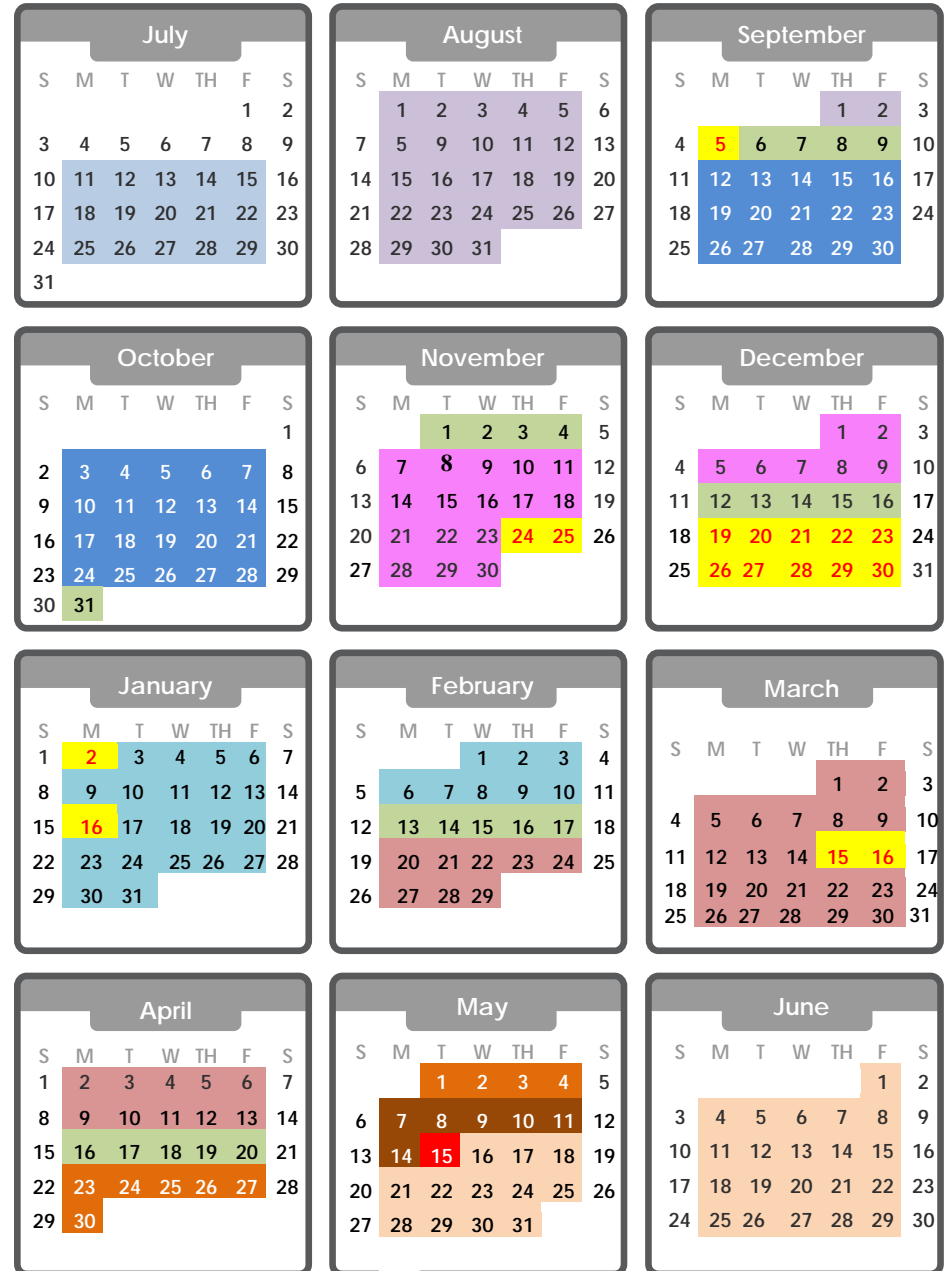 July
S M T W TH F S
1 2
3 4 5 6 7 8 9
10 11 12 13 14 15 16
17 18 19 20 21 22 23
24 25 26 27 28 29 30
31
August
S M T W TH F S
1 2 3 4 5 6
7 5 9 10 11 12 13
14 15 16 17 18 19 20
21 22 23 24 25 26 27
28 29 30 31
September
S M T W TH F S
1 2 3
4 5 6 7 8 9 10
11 12 13 14 15 16 17
18 19 20 21 22 23 24
25 26 27 28 29 30
October
S M T W TH F S
1
2 3 4 5 6 7 8
9 10 11 12 13 14 15
16 17 18 19 20 21 22
23 24 25 26 27 28 29
30 31
November
S M T W TH F S
1 2 3 4 5
6 7 8 9 10 11 12
13 14 15 16 17 18 19
20 21 22 23 24 25 26
27 28 29 30
December
S M T W TH F S
1 2 3
4 5 6 7 8 9 10
11 12 13 14 15 16 17
18 19 20 21 22 23 24
25 26 27 28 29 30 31
January
S M T W TH F S
1 2 3 4 5 6 7
8 9 10 11 12 13 14
15 16 17 18 19 20 21
22 23 24 25 26 27 28
29 30 31
February
S M T W TH F S
1 2 3 4
5 6 7 8 9 10 11
12 13 14 15 16 17 18
19 20 21 22 23 24 25
26 27 28 29
March
S M T W TH F S
1 2 3
4 5 6 7 8 9 10
11 12 13 14 15 16 17
18 19 20 21 22 23 24
25 26 27 28 29 30 31
April
S M T W TH F S
1 2 3 4 5 6 7
8 9 10 11 12 13 14
15 16 17 18 19 20 21
22 23 24 25 26 27 28
29 30
May
S M T W TH F S
1 2 3 4 5
6 7 8 9 10 11 12
13 14 15 16 17 18 19
20 21 22 23 24 25 26
27 28 29 30 31
June
S M T W TH F S
1 2
3 4 5 6 7 8 9
10 11 12 13 14 15 16
17 18 19 20 21 22 23
24 25 26 27 28 29 30